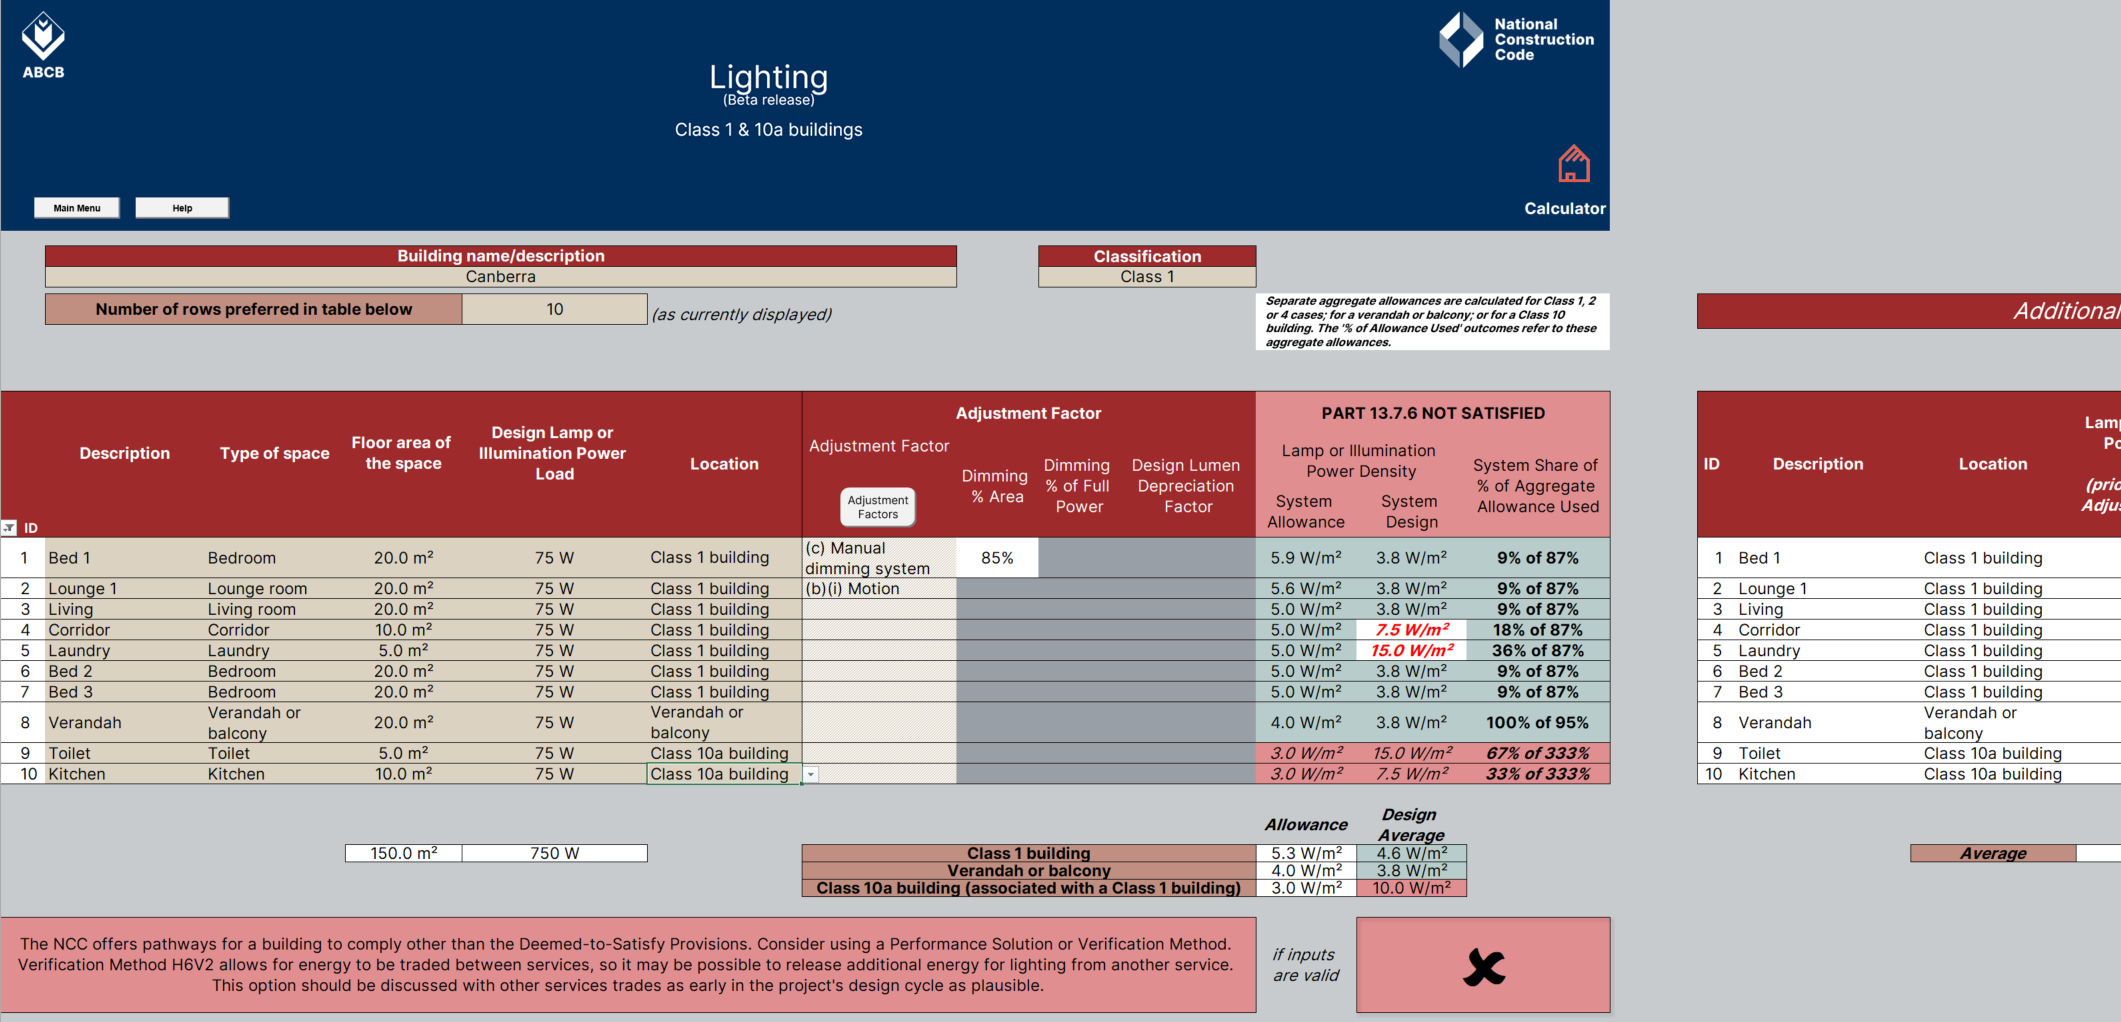 ABCB
National
Construction
Code
Lighting
(Beta release)
Class 1 & 10a buildings
Main Menu
Help
Calculator
Building name/description
Canberra
Classification
Class 1
Number of rows preferred in table below 10 (as currently displayed)
Separate aggregate allowances are calculated for Class 1, 2
or 4 cases; for a verandah or balcony; or for a Class 10
building. The '% of Allowance Used' outcomes refer to these
aggregate allowances.
Additional
ID
Description
Type of space
Floor area of
the space
Design Lamp or
Illumination Power
Load
Location
Adjustment Factor
Adjustment Factor
Adjustment
Factors
Dimming
% Area
Dimming
% of Full
Power
Design Lumen
Depreciation
Factor
PART 13.7.6 NOT SATISFIED
Lamp or Illumination
Power Density
System
Allowance
System
Design
System Share of
% of Aggregate
Allowance Used
ID
Description
Location
1 Bed 1 Bedroom 20.0 m² 75 W Class 1 building (c) Manual
dimming system 85% 5.9 W/m² 3.8 W/m² 9% of 87%
2 Lounge 1 Lounge room 20.0 m² 75 W Class 1 building (b)(i) Motion 5.6 W/m² 3.8 W/m² 9% of 87%
3 Living Living room 20.0 m² 75 W Class 1 building 5.0 W/m² 3.8 W/m² 9% of 87%
4 Corridor Corridor 10.0 m² 75 W Class 1 building 5.0 W/m² 7.5 W/m² 18% of 87%
5 Laundry Laundry 5.0 m² 75 W Class 1 building 5.0 W/m² 15.0 W/m² 36% of 87%
6 Bed 2 Bedroom 20.0 m² 75 W Class 1 building 5.0 W/m² 3.8 W/m² 9% of 87%
7 Bed 3 Bedroom 20.0 m² 75 W Class 1 building 5.0 W/m² 3.8 W/m² 9% of 87%
8 Verandah Verandah or
balcony 20.0 m² 75 W Verandah or
balcony 4.0 W/m² 3.8 W/m² 100% of 95%
9 Toilet Toilet 5.0 m² 75 W Class 10a building 3.0 W/m² 15.0 W/m² 67% of 333%
10 Kitchen Kitchen 10.0 m² 75 W Class 10a building 3.0 W/m² 7.5 W/m² 33% of 333%
1 Bed 1 Class 1 building
2 Lounge 1 Class 1 building
3 Living Class 1 building
4 Corridor Class 1 building
5 Laundry Class 1 building
6 Bed 2 Class 1 building
7 Bed 3 Class 1 building
8 Verandah Verandah or
balcony
9 Toilet Class 10a building
10 Kitchen Class 10a building
Allowance
Design
Average
150.0 m² 750 W
Class 1 building 5.3 W/m² 4.6 W/m²
Verandah or balcony 4.0 W/m² 3.8 W/m²
Class 10a building (associated with a Class 1 building) 3.0 W/m² 10.0 W/m²
Average
The NCC offers pathways for a building to comply other than the Deemed-to-Satisfy Provisions. Consider using a Performance Solution or Verification Method.
Verification Method H6V2 allows for energy to be traded between services, so it may be possible to release additional energy for lighting from another service.
This option should be discussed with other services trades as early in the project's design cycle as plausible.
if inputs
are valid